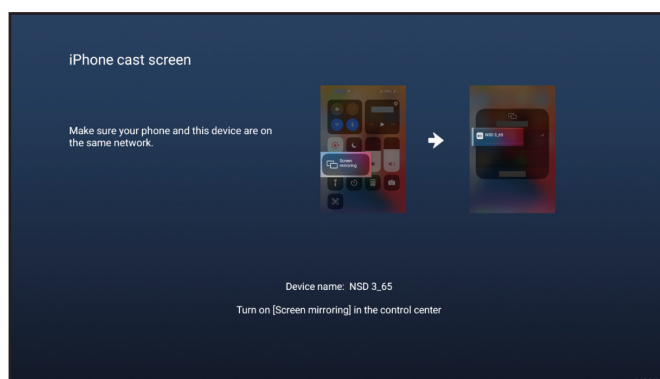 iPhone cast screen
Make sure your phone and this device are on
the same network.
Screen
mirroring
NSD 3_65
Device name: NSD 3_65
Turn on [Screen mirroring] in the control center